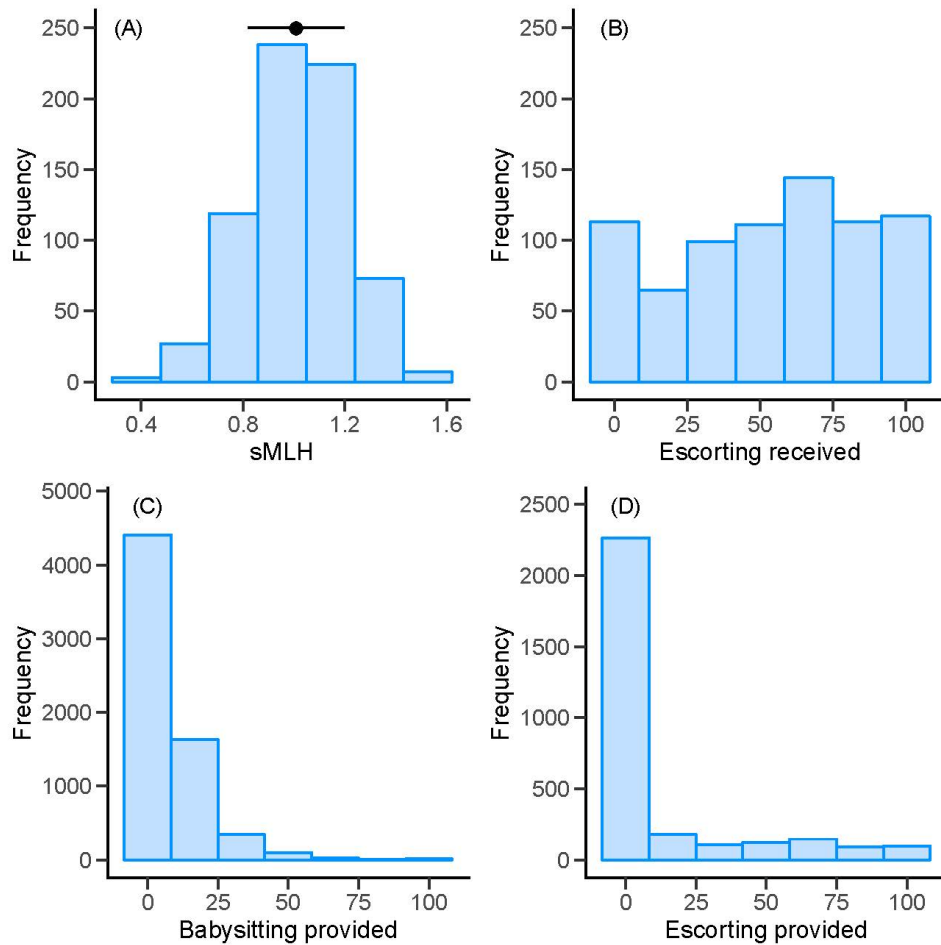 (A)
250
200
150
100
50
0
Frequency
0.4 0.8 1.2 1.6
sMLH
(B)
250
200
150
100
50
0
Frequency
0 25 50 75 100
Escorting received
(C)
5000
4000
3000
2000
1000
0
Frequency
0 25 50 75 100
Babysitting provided
(D)
2500
2000
1500
1000
500
0
Frequency
0 25 50 75 100
Escorting provided